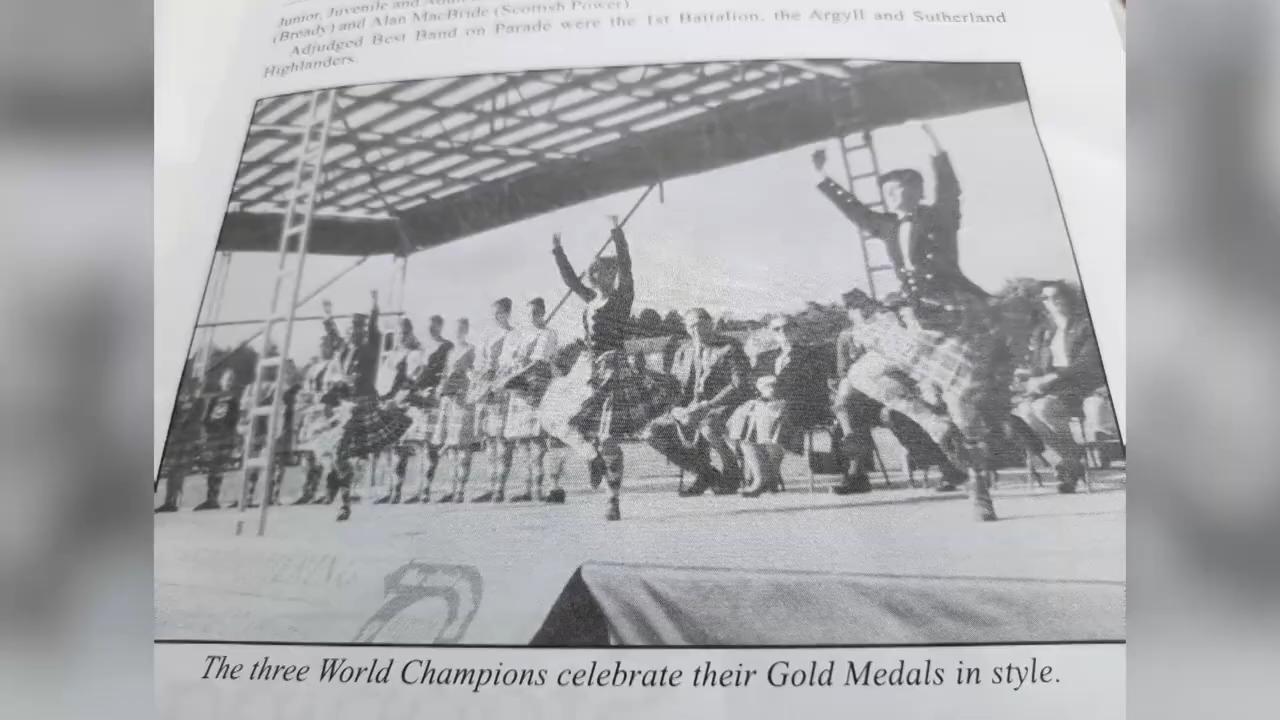 Junior, Juvenile and
(Bready) and Alan MacBride (Scottish Power).
Adjudged Best Band on Parade were the 1st Battalion, the Argyll and Sutherland
Highlanders.
The three World Champions celebrate their Gold Medals in style.